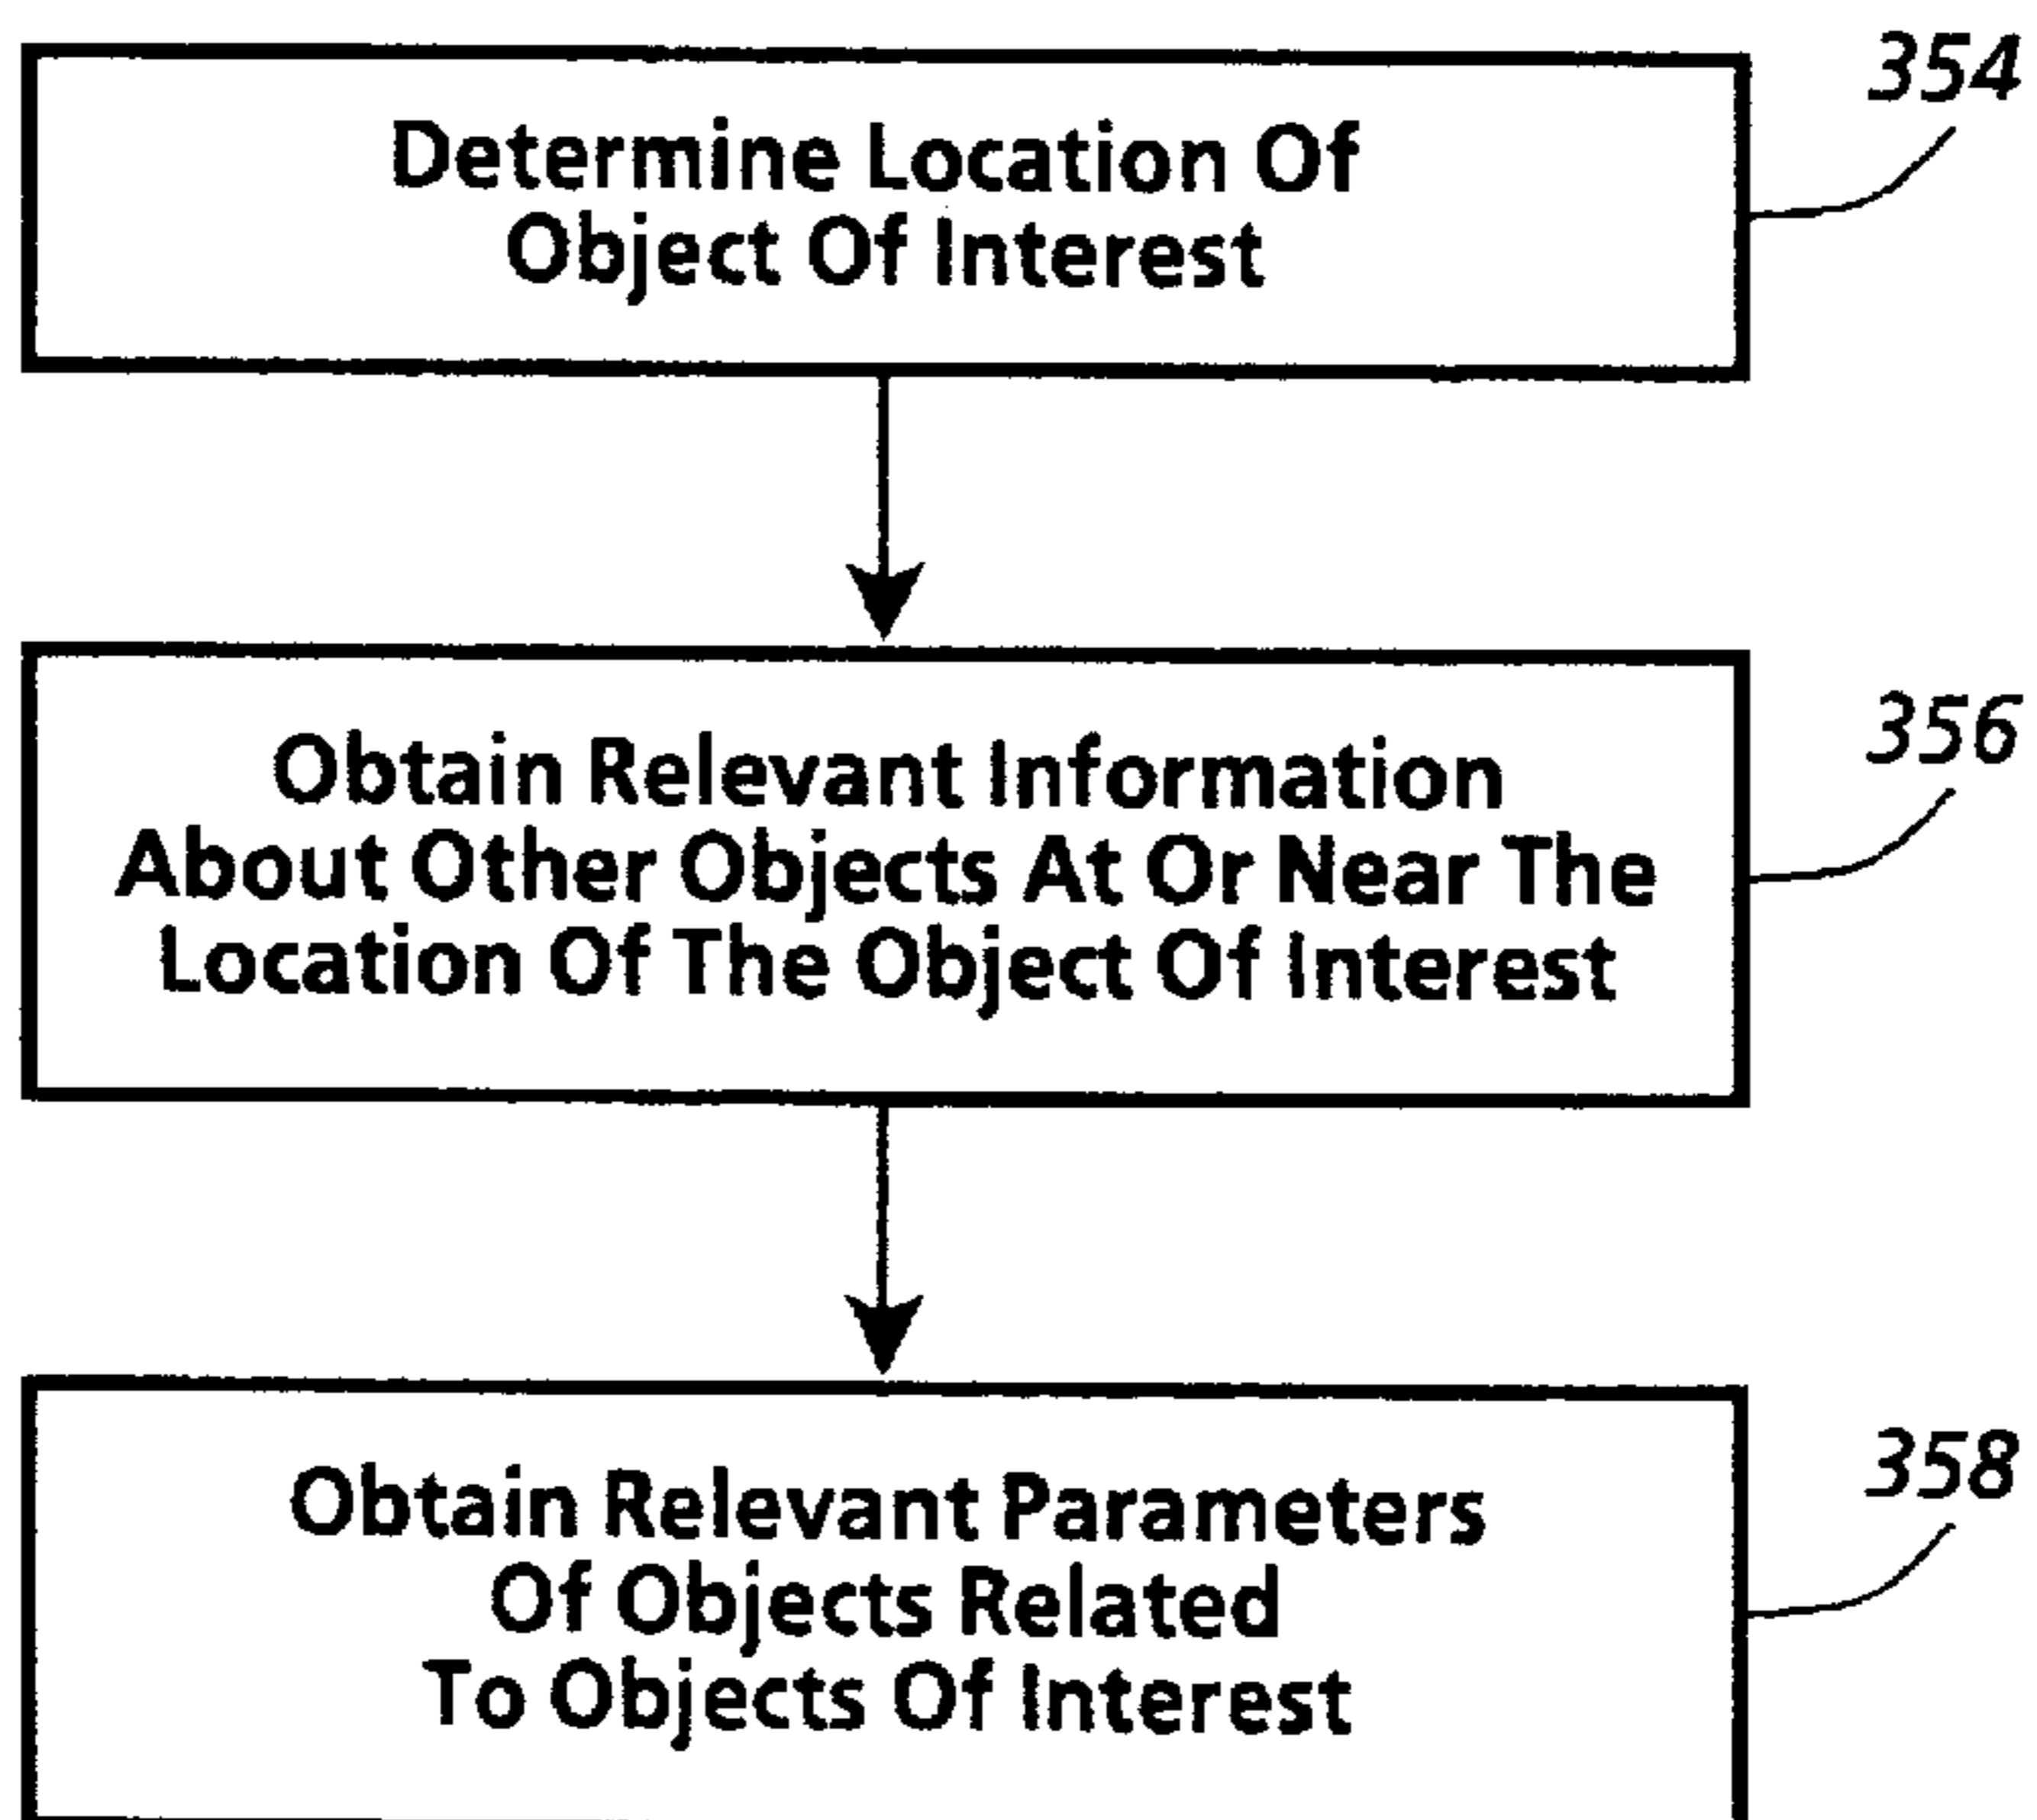 354
Determine Location Of
Object Of Interest
356
Obtain Relevant Information
About Other Objects At Or Near The
Location Of The Object Of Interest
358
Obtain Relevant Parameters
Of Objects Related
To Objects Of Interest